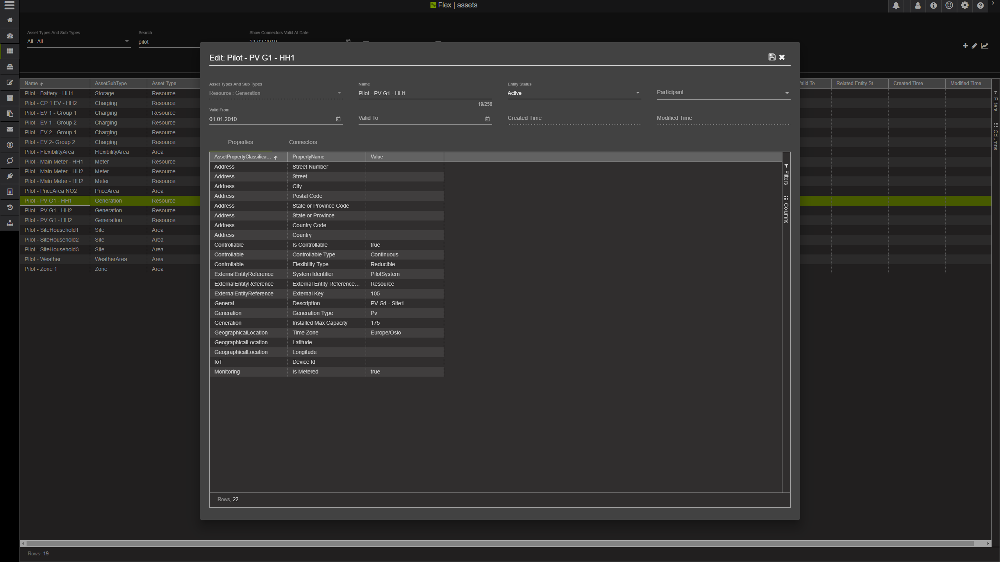 Flex | assets
Asset Types And Sub Types
All : All
Search
pilot
Show Connectors Valid At Date
21.02.2019
Name AssetSubType Asset Type Valid To Related Entity St... Created Time Modified Time
Pilot - Battery - HH1 Storage Resource
Pilot - CP 1 EV - HH2 Charging Resource
Pilot - EV 1 - Group 1 Charging Resource
Pilot - EV 1 - Group 2 Charging Resource
Pilot - EV 2 - Group 1 Charging Resource
Pilot - EV 2- Group 2 Charging Resource
Pilot - FlexibilityArea FlexibilityArea Area
Pilot - Main Meter - HH1 Meter Resource
Pilot - Main Meter - HH2 Meter Resource
Pilot - Main Meter - HH2 Meter Resource
Pilot - PriceArea NO2 PriceArea Area
Pilot - PV G1 - HH1 Generation Resource
Pilot - PV G1 - HH2 Generation Resource
Pilot - PV G1 - HH2 Generation Resource
Pilot - SiteHousehold1 Site Area
Pilot - SiteHousehold2 Site Area
Pilot - SiteHousehold3 Site Area
Pilot - Weather WeatherArea Area
Pilot - Zone 1 Zone Area
Filters
Columns
Rows: 19
Edit: Pilot - PV G1 - HH1
Asset Types And Sub Types
Resource : Generation
Name
Pilot - PV G1 - HH1
19/256
Entity Status
Active
Participant
Valid From
01.01.2010
Valid To
Created Time
Modified Time
Properties Connectors
AssetPropertyClassifica... PropertyName Value
Address Street Number
Address Street
Address City
Address Postal Code
Address State or Province Code
Address State or Province
Address Country Code
Address Country
Controllable Is Controllable true
Controllable Controllable Type Continuous
Controllable Flexibility Type Reducible
ExternalEntityReference System Identifier PilotSystem
ExternalEntityReference External Entity Reference... Resource
ExternalEntityReference External Key 105
General Description PV G1 - Site1
Generation Generation Type Pv
Generation Installed Max Capacity 175
GeographicalLocation Time Zone Europe/Oslo
GeographicalLocation Latitude
GeographicalLocation Longitude
IoT Device Id
Monitoring Is Metered true
Filters
Columns
Rows: 22